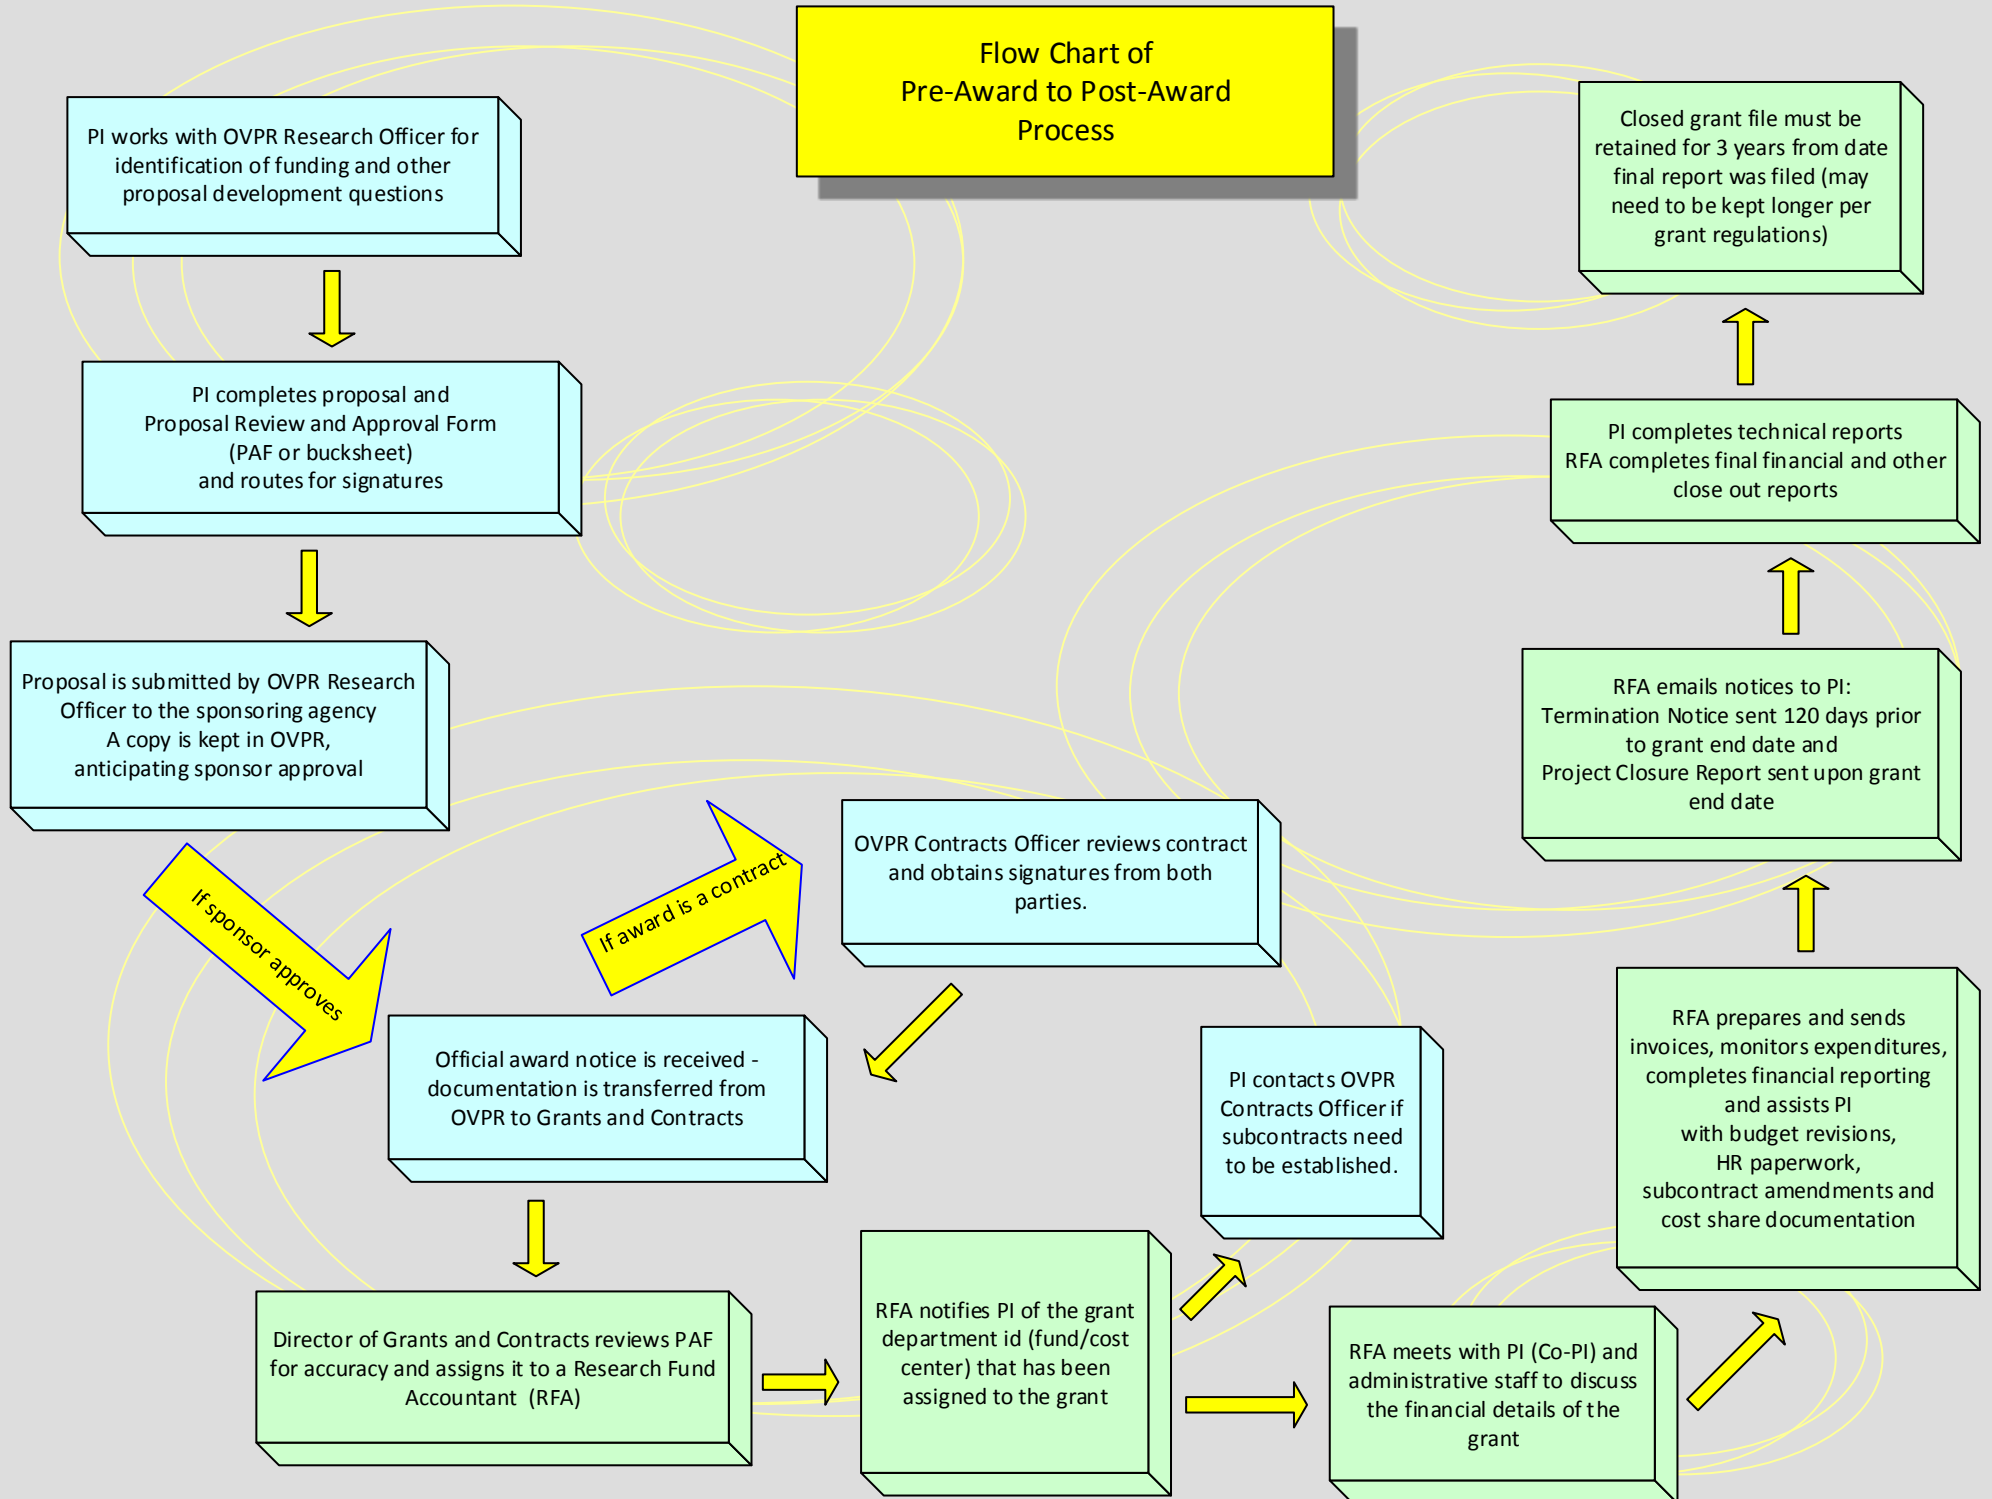 Flow Chart of
Pre-Award to Post-Award
Process
PI works with OVPR Research Officer for
identification of funding and other
proposal development questions
PI completes proposal and
Proposal Review and Approval Form
(PAF or bucksheet)
and routes for signatures
Proposal is submitted by OVPR Research
Officer to the sponsoring agency
A copy is kept in OVPR,
anticipating sponsor approval
If sponsor approves
Official award notice is received -
documentation is transferred from
OVPR to Grants and Contracts
If award is a contract
OVPR Contracts Officer reviews contract
and obtains signatures from both
parties.
Director of Grants and Contracts reviews PAF
for accuracy and assigns it to a Research Fund
Accountant (RFA)
RFA notifies PI of the grant
department id (fund/cost
center) that has been
assigned to the grant
PI contacts OVPR
Contracts Officer if
subcontracts need
to be established.
RFA meets with PI (Co-PI) and
administrative staff to discuss
the financial details of the
grant
RFA prepares and sends
invoices, monitors expenditures,
completes financial reporting
and assists PI
with budget revisions,
HR paperwork,
subcontract amendments and
cost share documentation
RFA emails notices to PI:
Termination Notice sent 120 days prior
to grant end date and
Project Closure Report sent upon grant
end date
PI completes technical reports
RFA completes final financial and other
close out reports
Closed grant file must be
retained for 3 years from date
final report was filed (may
need to be kept longer per
grant regulations)